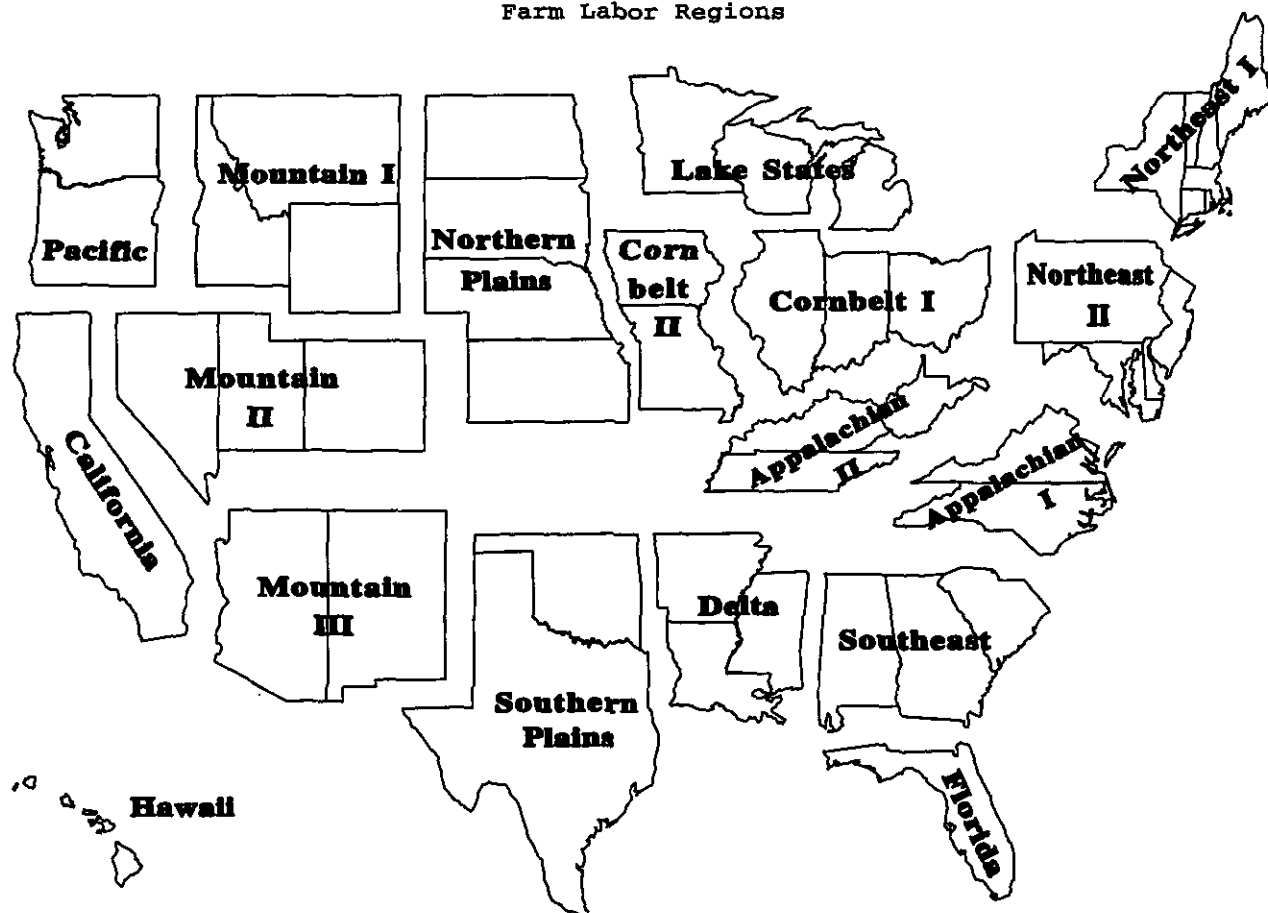 Farm Labor Regions
Northeast I
Mountain I
Lake States
Pacific
Northern
Plains
Corn
belt
II
Cornbelt I
Northeast
II
Mountain
II
California
Appalachian
II
Appalachian
I
Mountain
III
Delta
Southeast
Southern
Plains
Hawaii
Florida